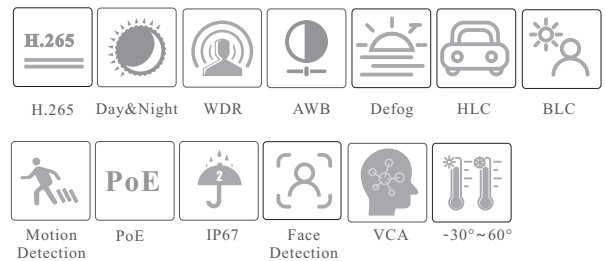 H.265
H.265 Day&Night WDR AWB Defog HLC BLC
PoE 2
Motion Detection PoE IP67 Face Detection VCA -30°~60°